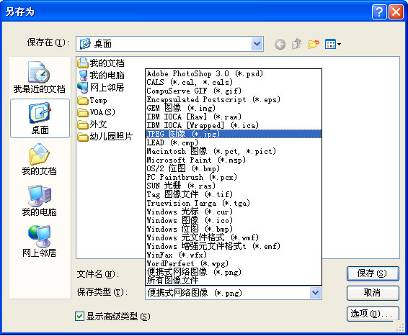 另存为
保存在(I):
桌面
我最近的文档
桌面
我的文档
我的电脑
网上邻居
我的文档
我的电脑
网上邻居
Temp
VOA(S)
外文
幼儿园照片
Adobe PhotoShop 3.0 (*.psd)
CALS (*.cal, *.cals)
CompuServe GIF (*.gif)
Encapsulated Postscript (*.eps)
GEM 图像 (*.img)
IBM IOCA [Raw] (*.raw)
IBM IOCA [Wrapped] (*.ica)
JPEG 图像 (*.jpg)
LEAD (*.cmp)
Macintosh 图像 (*.pct, *.pict)
Microsoft Paint (*.msp)
OS/2 位图 (*.bmp)
PC Paintbrush (*.pcx)
SUN 光栅 (*.ras)
Tag 图像文件 (*.tif)
Truevision Targa (*.tga)
Windows 光标 (*.cur)
Windows 图像 (*.ico)
Windows 位图 (*.bmp)
Windows 元文件格式 (*.wmf)
Windows 增强元文件格式t (*.emf)
WinFax (*.wfx)
WordPerfect (*.wpg)
便携式网络图像 (*.png)
所有图像文件
文件名(N):
保存(S)
保存类型(T):
便携式网络图像 (*.png)
取消
显示高级类型(S)
选项(O)...